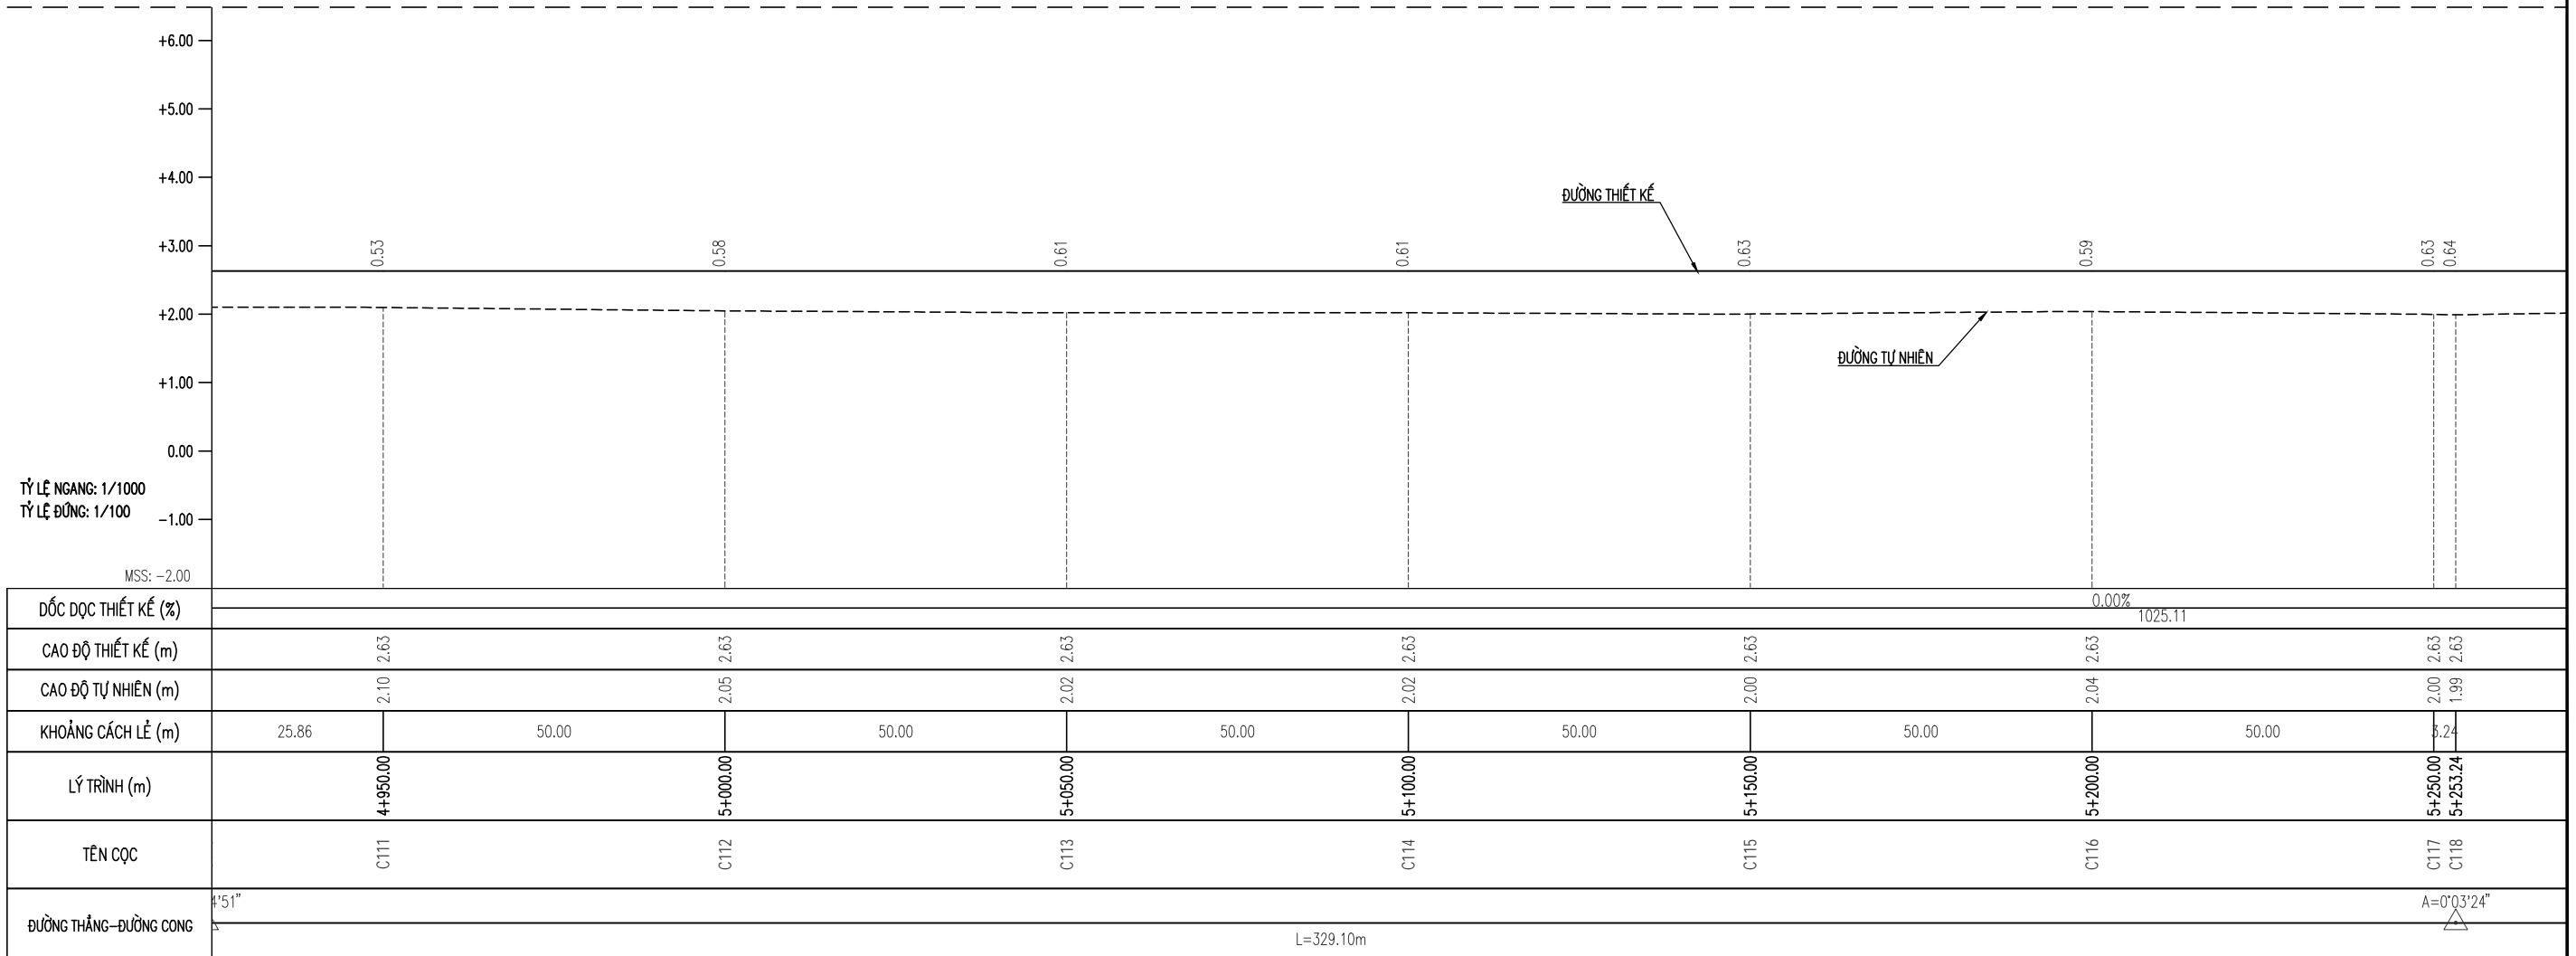 +6.00
+5.00
+4.00
+3.00
+2.00
+1.00
0.00
-1.00
TỶ LỆ NGANG: 1/1000
TỶ LỆ ĐỨNG: 1/100
MSS: -2.00
ĐƯỜNG THIẾT KẾ
ĐƯỜNG TỰ NHIÊN
0.53 0.58 0.61 0.61 0.63 0.59 0.63 0.64
DỐC DỌC THIẾT KẾ (%) 0.00% 1025.11
CAO ĐỘ THIẾT KẾ (m) 2.63 2.63 2.63 2.63 2.63 2.63 2.63 2.63
CAO ĐỘ TỰ NHIÊN (m) 2.10 2.05 2.02 2.02 2.00 2.04 2.00 1.99
KHOẢNG CÁCH LẺ (m) 25.86 50.00 50.00 50.00 50.00 50.00 50.00 3.24
LÝ TRÌNH (m) 4+950.00 5+000.00 5+050.00 5+100.00 5+150.00 5+200.00 5+250.00 5+253.24
TÊN CỌC C111 C112 C113 C114 C115 C116 C117 C118
ĐƯỜNG THẲNG-ĐƯỜNG CONG 4'51" L=329.10m A=0°03'24"